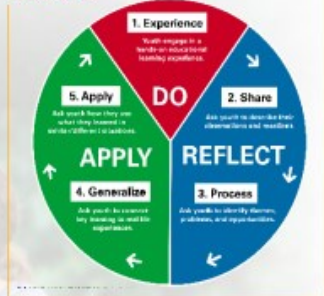 1. Experience
Youth engage in a
hands-on educational
learning experience.
DO
2. Share
Ask youth to describe their
observations and reactions.
REFLECT
3. Process
Ask youth to identify themes,
problems, and opportunities.
4. Generalize
Ask youth to connect
key learning to real life
experiences.
APPLY
5. Apply
Ask youth how they use
what they learned in
similar/different situations.